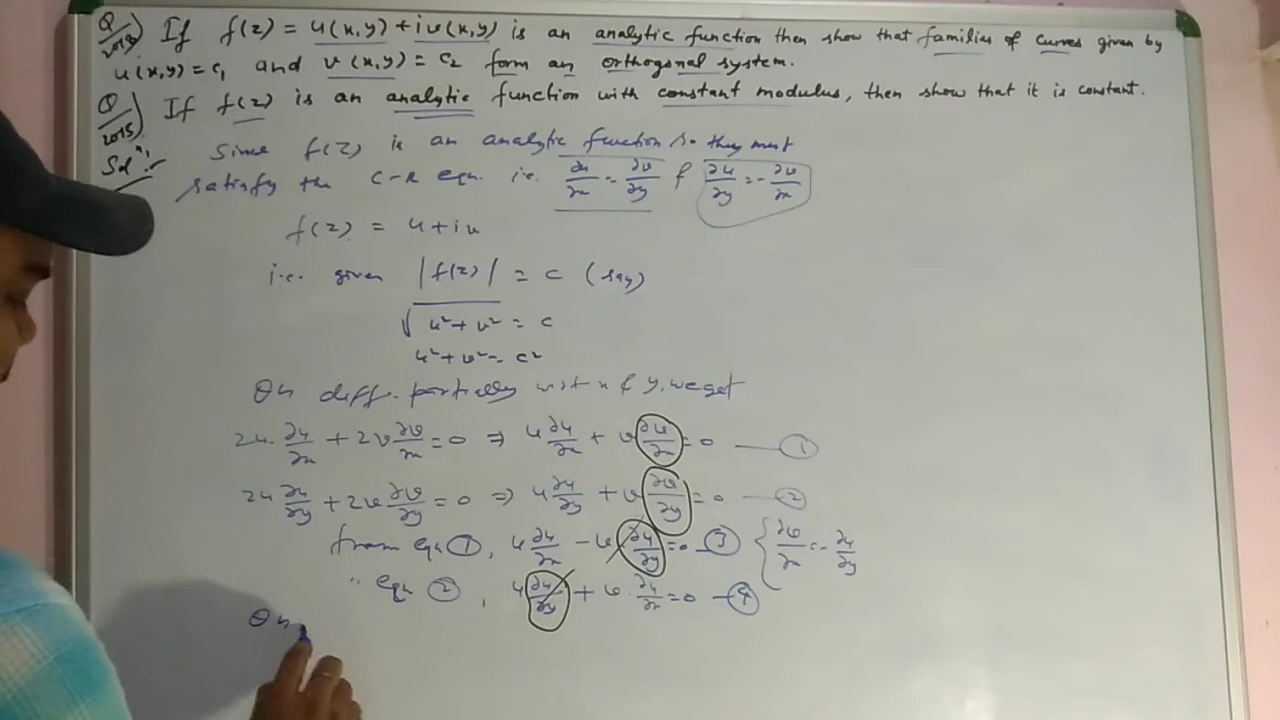 Q/2013) If f(z) = u(x,y) + iv(x,y) is an analytic function then show that families of curves given by
u(x,y) = c₁ and v(x,y) = c₂ form an orthogonal system.
Q/2015) If f(z) is an analytic function with constant modulus, then show that it is constant.
Solⁿ:- Since f(z) is an analytic function so they must
satisfy the C-R eqn. i.e. ∂u/∂x = ∂v/∂y & ∂u/∂y = -∂v/∂x
f(z) = u + iv
i.e. given |f(z)| = c (say)
√(u² + v²) = c
u² + v² = c²
On diff. partially w.r.t x & y. we get
2u. ∂u/∂x + 2v ∂v/∂x = 0 ⇒ u ∂u/∂x + v ∂v/∂x = 0 — ①
2u ∂u/∂y + 2v ∂v/∂y = 0 ⇒ u ∂u/∂y + v ∂v/∂y = 0 — ②
from eqn ①, u ∂u/∂x - v ∂u/∂y = 0 — ③ { ∂v/∂x = - ∂u/∂y
" eqn ②, u ∂u/∂y + v. ∂u/∂x = 0 — ④
On